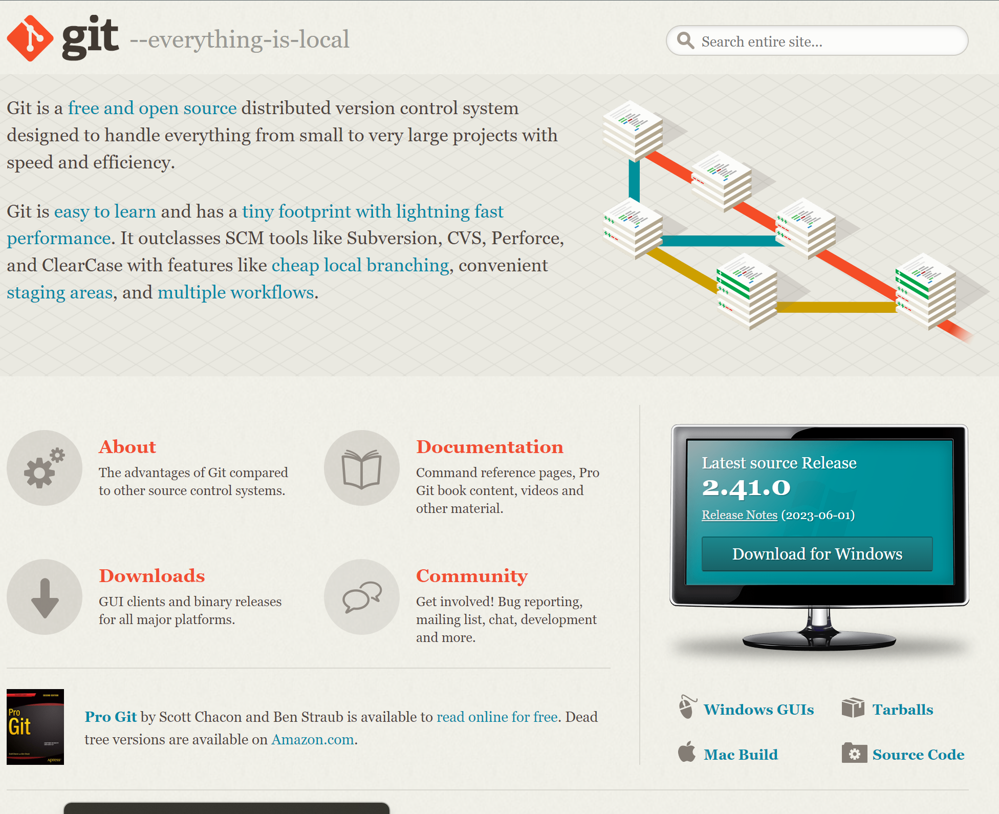 git --everything-is-local
Search entire site...
Git is a free and open source distributed version control system
designed to handle everything from small to very large projects with
speed and efficiency.
Git is easy to learn and has a tiny footprint with lightning fast
performance. It outclasses SCM tools like Subversion, CVS, Perforce,
and ClearCase with features like cheap local branching, convenient
staging areas, and multiple workflows.
About
The advantages of Git compared
to other source control systems.
Documentation
Command reference pages, Pro
Git book content, videos and
other material.
Downloads
GUI clients and binary releases
for all major platforms.
Community
Get involved! Bug reporting,
mailing list, chat, development
and more.
Pro
Git
Apress
Pro Git by Scott Chacon and Ben Straub is available to read online for free. Dead
tree versions are available on Amazon.com.
Latest source Release
2.41.0
Release Notes (2023-06-01)
Download for Windows
Windows GUIs
Tarballs
Mac Build
Source Code